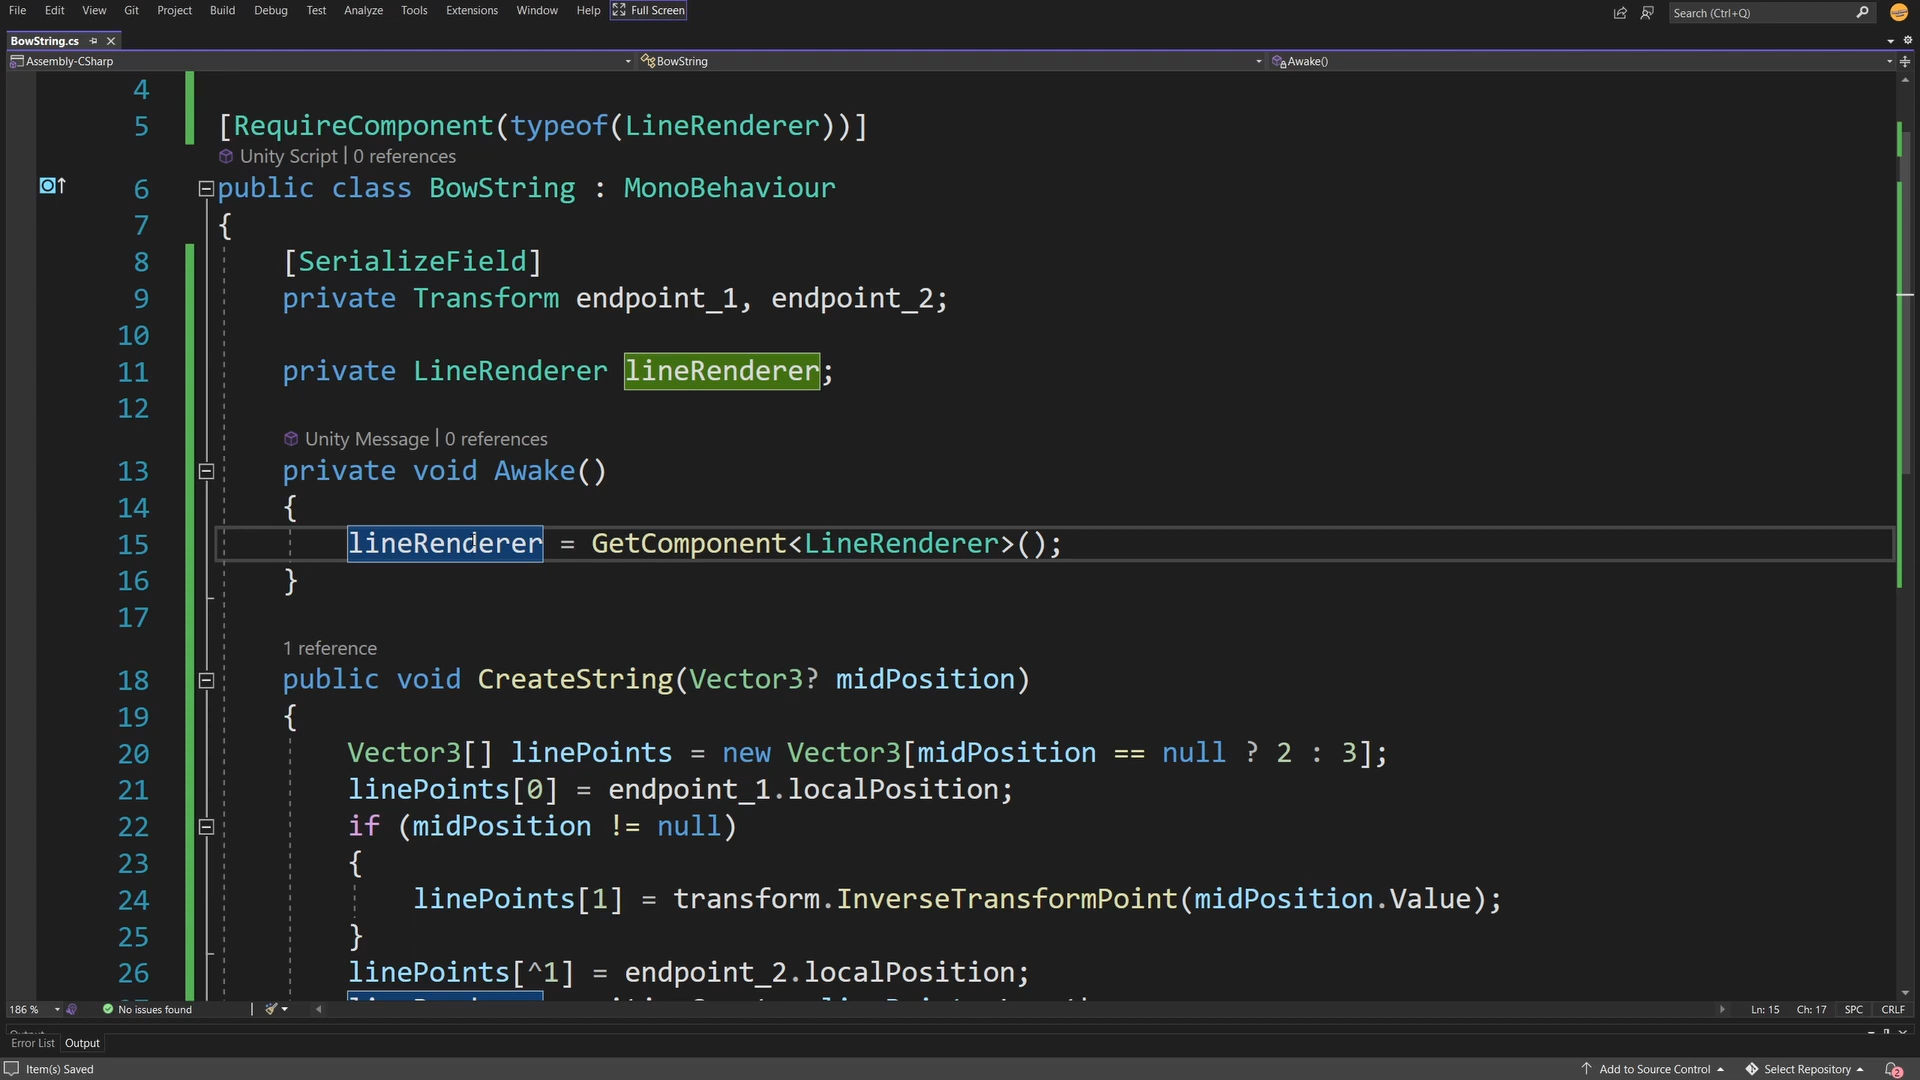 File Edit View Git Project Build Debug Test Analyze Tools Extensions Window Help Full Screen Search (Ctrl+Q)
BowString.cs
Assembly-CSharp BowString Awake()
4
5 [RequireComponent(typeof(LineRenderer))]
Unity Script | 0 references
6 public class BowString : MonoBehaviour
7 {
8 [SerializeField]
9 private Transform endpoint_1, endpoint_2;
10
11 private LineRenderer lineRenderer;
12
Unity Message | 0 references
13 private void Awake()
14 {
15 lineRenderer = GetComponent<LineRenderer>();
16 }
17
1 reference
18 public void CreateString(Vector3? midPosition)
19 {
20 Vector3[] linePoints = new Vector3[midPosition == null ? 2 : 3];
21 linePoints[0] = endpoint_1.localPosition;
22 if (midPosition != null)
23 {
24 linePoints[1] = transform.InverseTransformPoint(midPosition.Value);
25 }
26 linePoints[^1] = endpoint_2.localPosition;
186 % No issues found Ln: 15 Ch: 17 SPC CRLF
Output
Error List Output
Item(s) Saved Add to Source Control Select Repository 2